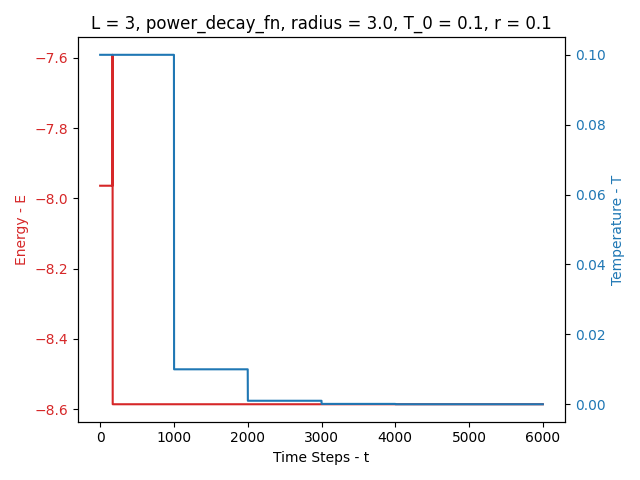 L = 3, power_decay_fn, radius = 3.0, T_0 = 0.1, r = 0.1
−7.6
−7.8
−8.0
−8.2
−8.4
−8.6
Energy - E
0.10
0.08
0.06
0.04
0.02
0.00
Temperature - T
0 1000 2000 3000 4000 5000 6000
Time Steps - t